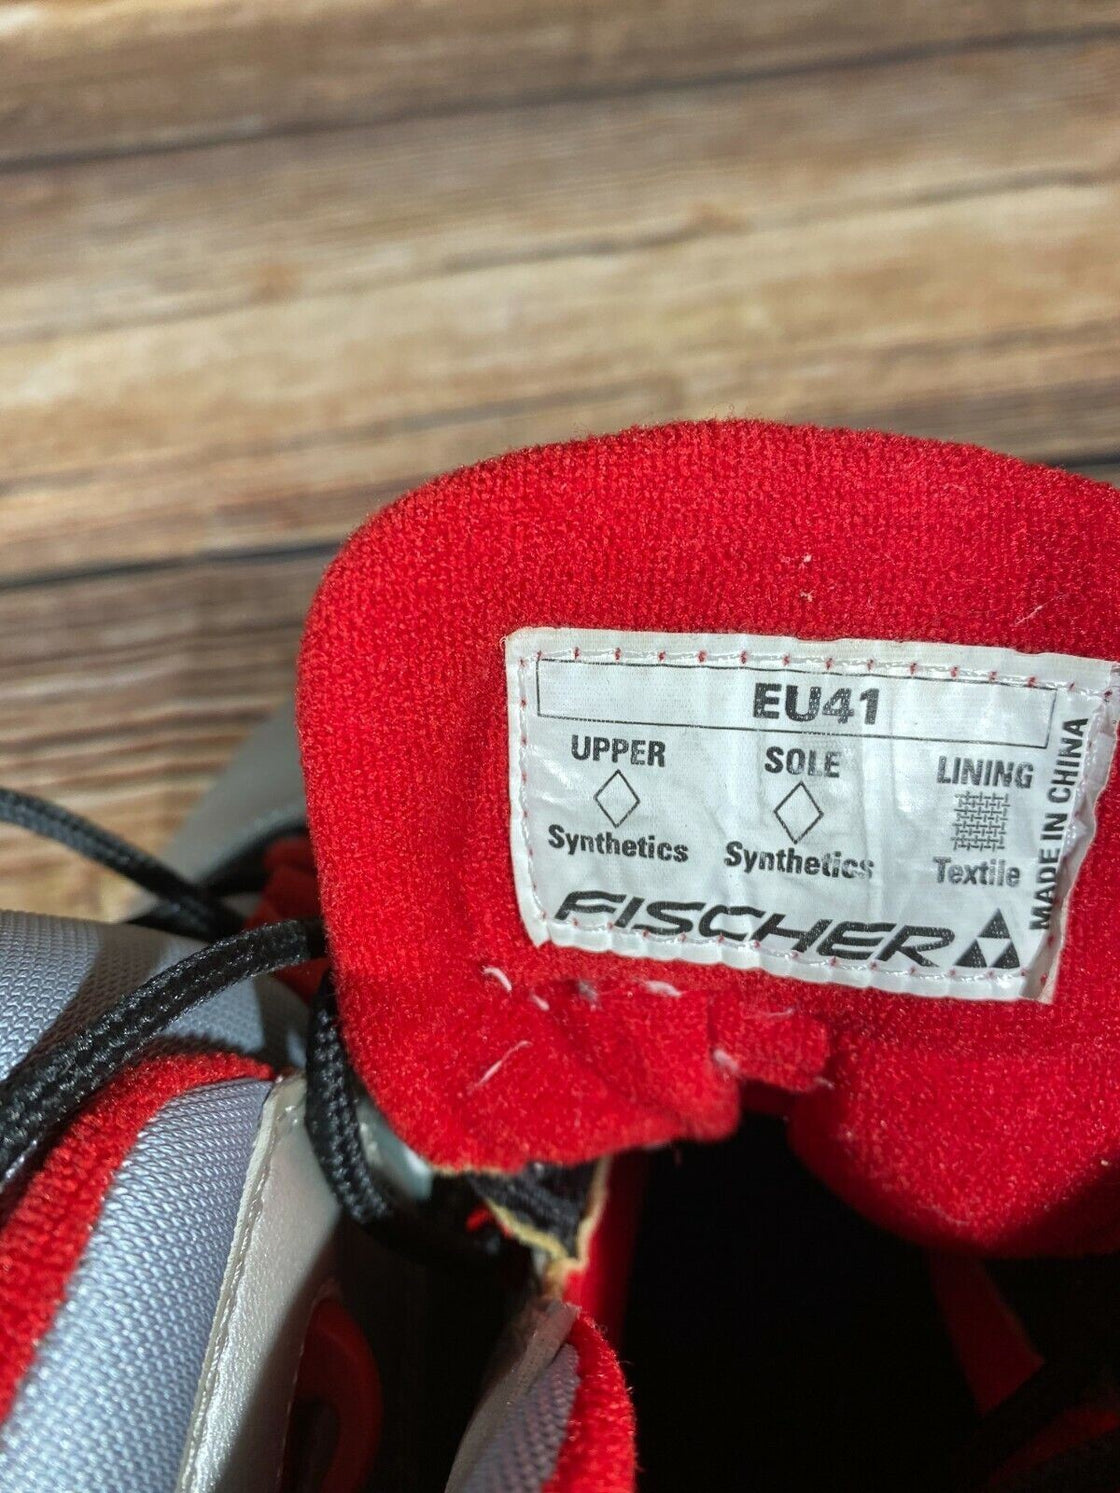 EU41
UPPER SOLE LINING
Synthetics Synthetics Textile
FISCHER
MADE IN CHINA